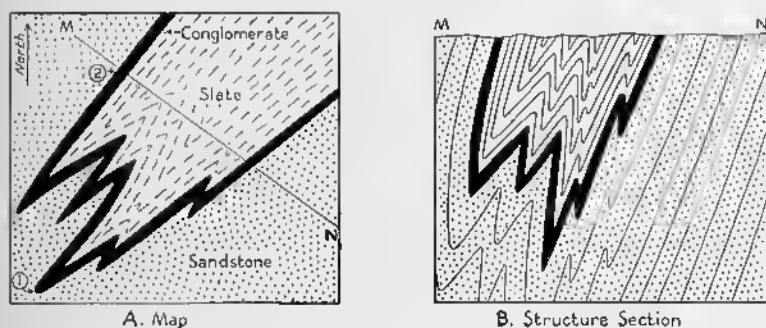 M
North
Conglomerate
②
Slate
N
Sandstone
①
A. Map
M
N
B. Structure Section